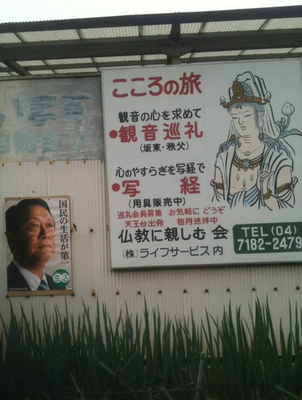 こころの旅
観音の心を求めて
●観音巡礼
(坂東・秩父)
心のやすらぎを写経で
●写経
(用具販売中)
巡礼会員募集 お気軽に どうぞ
天王台出発 毎月巡拝中
仏教に親しむ会
(株)ライフサービス内
TEL (04)
7182-2479
国民の生活が第一